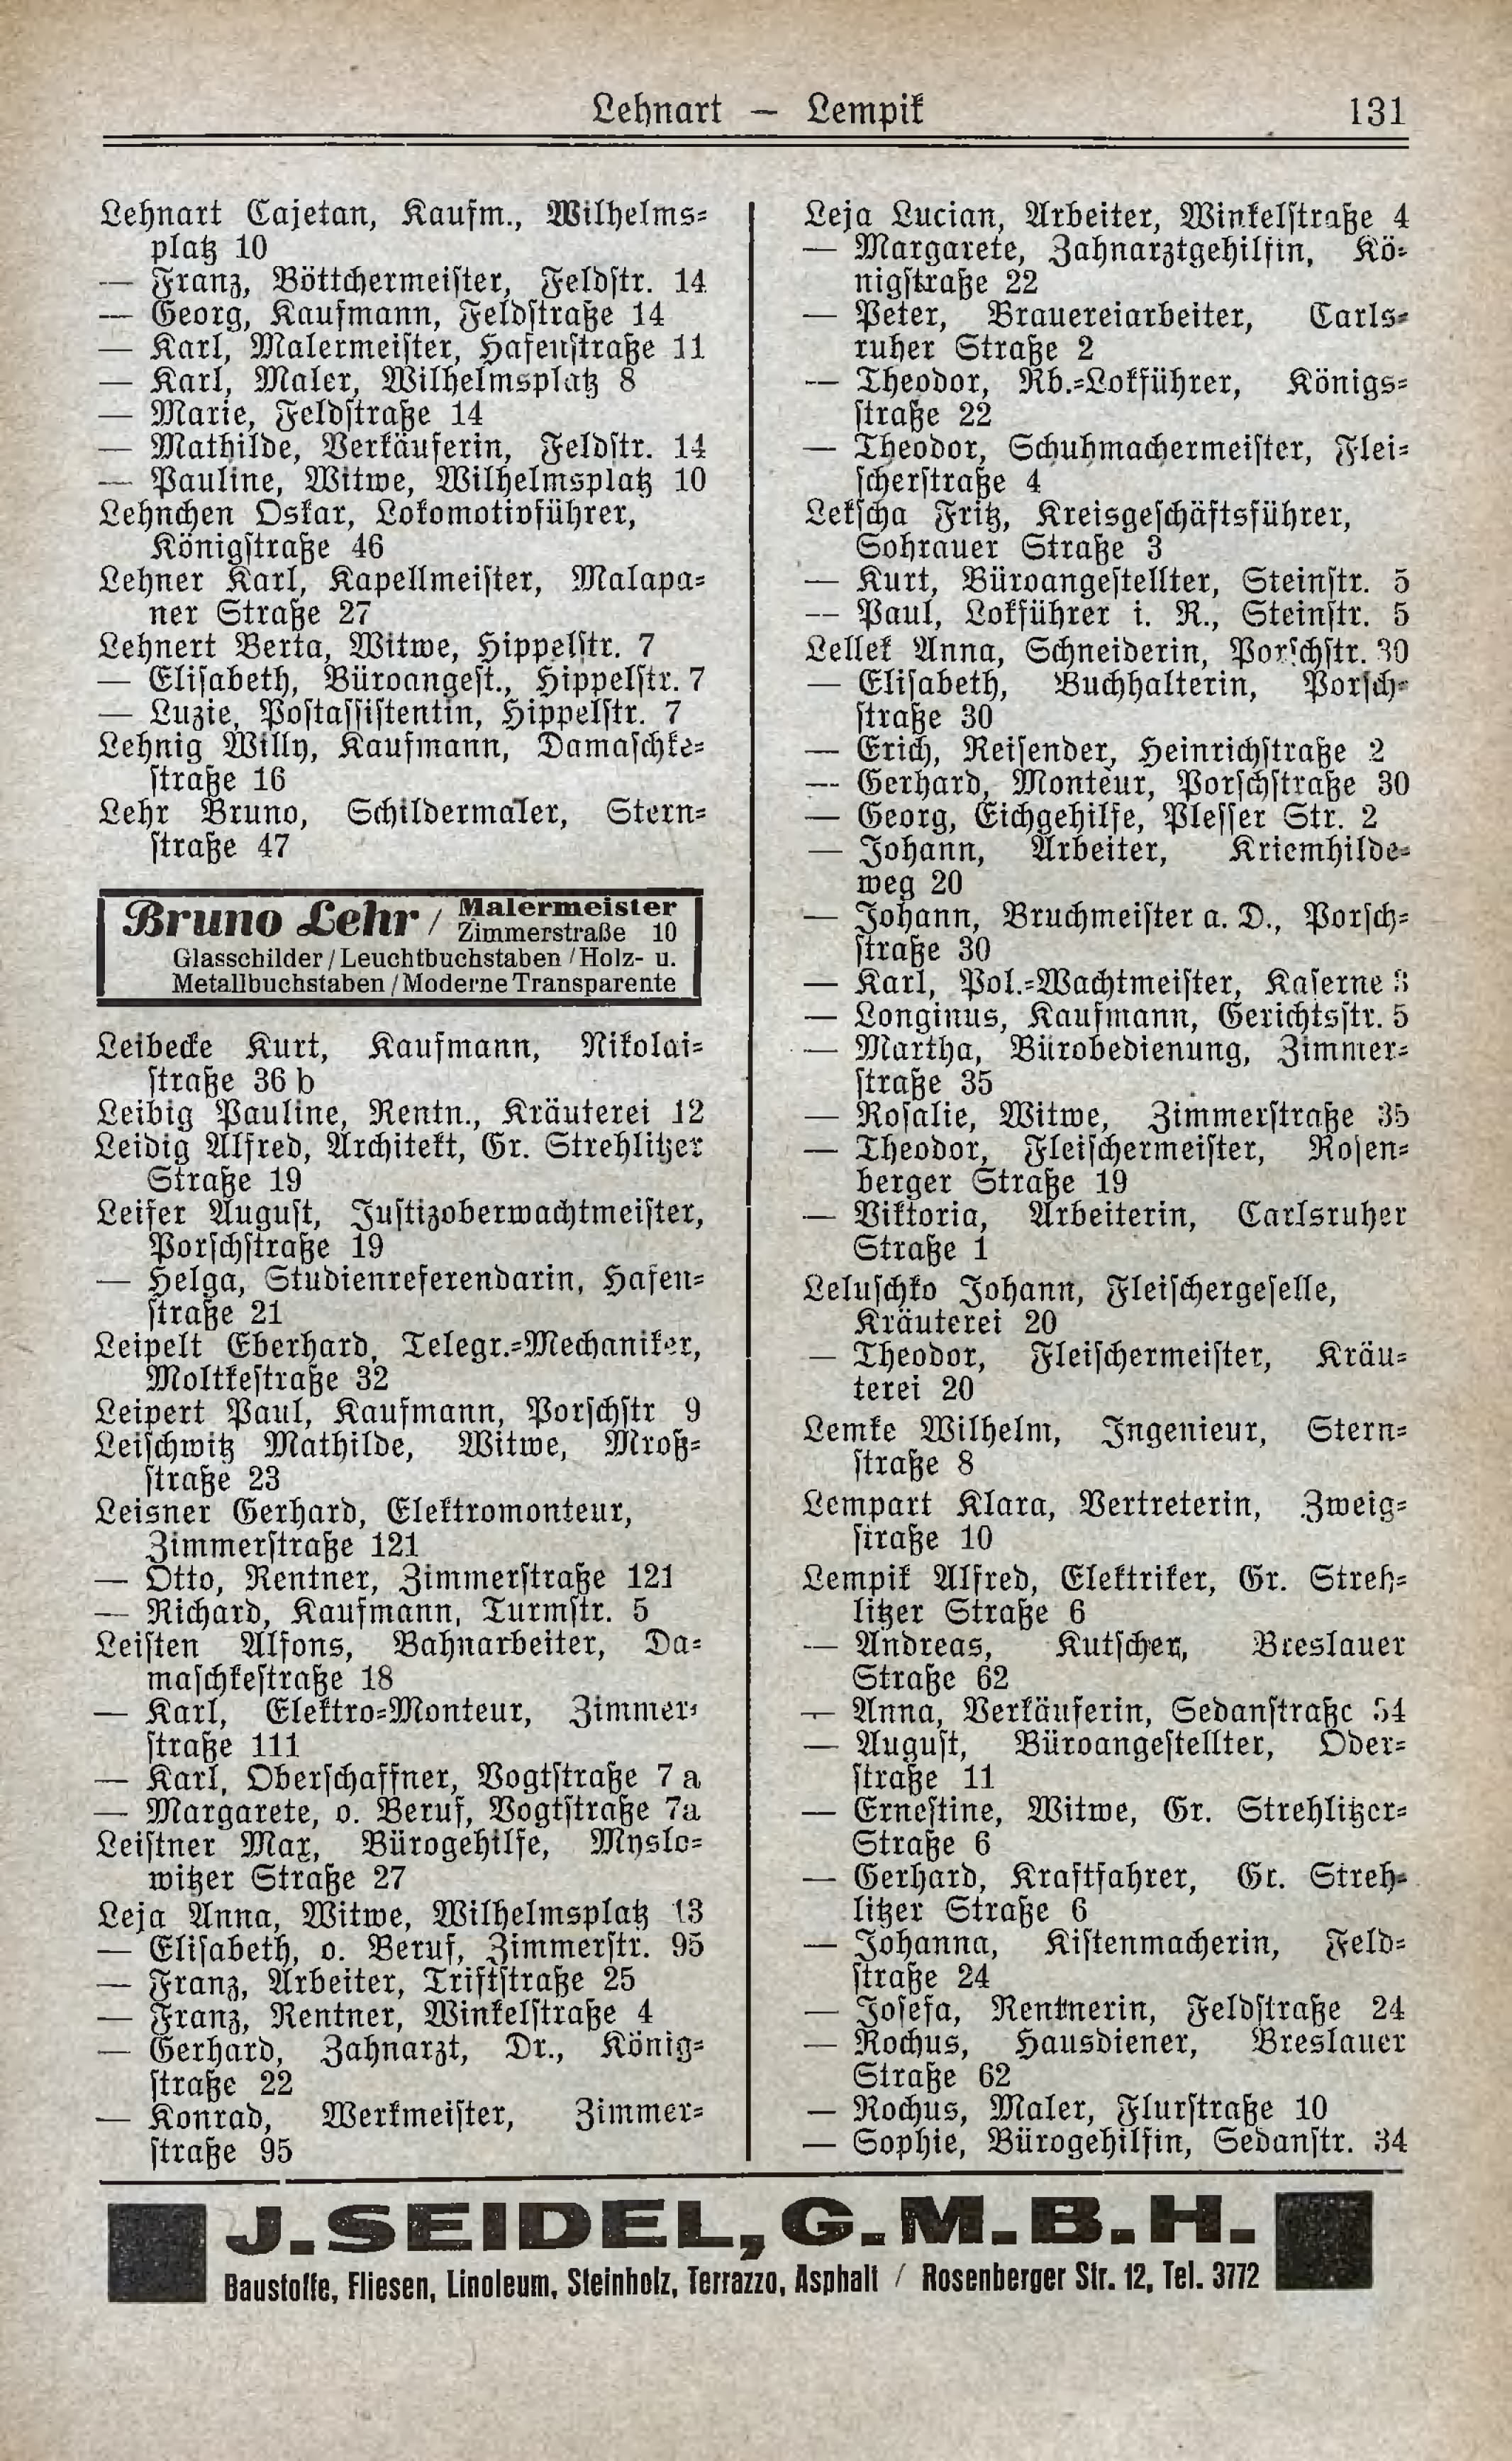 Lehnart — Lempik 131
Lehnart Cajetan, Kaufm., Wilhelms-
platz 10
— Franz, Böttchermeister, Feldstr. 14
— Georg, Kaufmann, Feldstraße 14
— Karl, Malermeister, Hafenstraße 11
— Karl, Maler, Wilhelmsplatz 8
— Marie, Feldstraße 14
— Mathilde, Verkäuferin, Feldstr. 14
— Pauline, Witwe, Wilhelmsplatz 10
Lehnchen Oskar, Lokomotivführer,
Königstraße 46
Lehner Karl, Kapellmeister, Malapa-
ner Straße 27
Lehnert Berta, Witwe, Hippelstr. 7
— Elisabeth, Büroangest., Hippelstr. 7
— Luzie, Postassistentin, Hippelstr. 7
Lehnig Willy, Kaufmann, Damaschke-
straße 16
Lehr Bruno, Schildermaler, Stern-
straße 47
Bruno Lehr / Malermeister
Zimmerstraße 10
Glasschilder / Leuchtbuchstaben / Holz- u.
Metallbuchstaben / Moderne Transparente
Leibecke Kurt, Kaufmann, Nikolai-
straße 36 b
Leibig Pauline, Rentn., Kräuterei 12
Leidig Alfred, Architekt, Gr. Strehlitzer
Straße 19
Leifer August, Justizoberwachtmeister,
Porschstraße 19
— Helga, Studienreferendarin, Hafen-
straße 21
Leipelt Eberhard, Telegr.-Mechaniker,
Moltkestraße 32
Leipert Paul, Kaufmann, Porschstr 9
Leischwitz Mathilde, Witwe, Mroß-
straße 23
Leisner Gerhard, Elektromonteur,
Zimmerstraße 121
— Otto, Rentner, Zimmerstraße 121
— Richard, Kaufmann, Turmstr. 5
Leisten Alfons, Bahnarbeiter, Da-
maschkestraße 18
— Karl, Elektro-Monteur, Zimmer-
straße 111
— Karl, Oberschaffner, Vogtstraße 7 a
— Margarete, o. Beruf, Vogtstraße 7a
Leistner Max, Bürogehilfe, Myslo-
witzer Straße 27
Leja Anna, Witwe, Wilhelmsplatz 13
— Elisabeth, o. Beruf, Zimmerstr. 95
— Franz, Arbeiter, Triftstraße 25
— Franz, Rentner, Winkelstraße 4
— Gerhard, Zahnarzt, Dr., König-
straße 22
— Konrad, Werkmeister, Zimmer-
straße 95
Leja Lucian, Arbeiter, Winkelstraße 4
— Margarete, Zahnarztgehilfin, Kö-
nigstraße 22
— Peter, Brauereiarbeiter, Carls-
ruher Straße 2
— Theodor, Rb.-Lokführer, Königs-
straße 22
— Theodor, Schuhmachermeister, Flei-
scherstraße 4
Lekscha Fritz, Kreisgeschäftsführer,
Sohrauer Straße 3
— Kurt, Büroangestellter, Steinstr. 5
— Paul, Lokführer i. R., Steinstr. 5
Lellek Anna, Schneiderin, Porschstr. 30
— Elisabeth, Buchhalterin, Porsch-
straße 30
— Erich, Reisender, Heinrichstraße 2
— Gerhard, Monteur, Porschstraße 30
— Georg, Eichgehilfe, Plesser Str. 2
— Johann, Arbeiter, Kriemhilde-
weg 20
— Johann, Bruchmeister a. D., Porsch-
straße 30
— Karl, Pol.-Wachtmeister, Kaserne 3
— Longinus, Kaufmann, Gerichtsstr. 5
— Martha, Bürobedienung, Zimmer-
straße 35
— Rosalie, Witwe, Zimmerstraße 35
— Theodor, Fleischermeister, Rosen-
berger Straße 19
— Viktoria, Arbeiterin, Carlsruher
Straße 1
Leluschko Johann, Fleischergeselle,
Kräuterei 20
— Theodor, Fleischermeister, Kräu-
terei 20
Lemke Wilhelm, Ingenieur, Stern-
straße 8
Lempart Klara, Vertreterin, Zweig-
straße 10
Lempik Alfred, Elektriker, Gr. Streh-
litzer Straße 6
— Andreas, Kutscher, Breslauer
Straße 62
— Anna, Verkäuferin, Sedanstraße
— August, Büroangestellter, Oder-
straße 11
— Ernestine, Witwe, Gr. Strehlitzer-
Straße 6
— Gerhard, Kraftfahrer, Gr. Streh-
litzer Straße 6
— Johanna, Kistenmacherin, Feld-
straße 24
— Josefa, Rentnerin, Feldstraße 24
— Rochus, Hausdiener, Breslauer
Straße 62
— Rochus, Maler, Flurstraße 10
— Sophie, Bürogehilfin, Sedanstr. 34
J. SEIDEL, G.M.B.H.
Baustoffe, Fliesen, Linoleum, Steinholz, Terrazzo, Asphalt / Rosenberger Str. 12, Tel. 3772